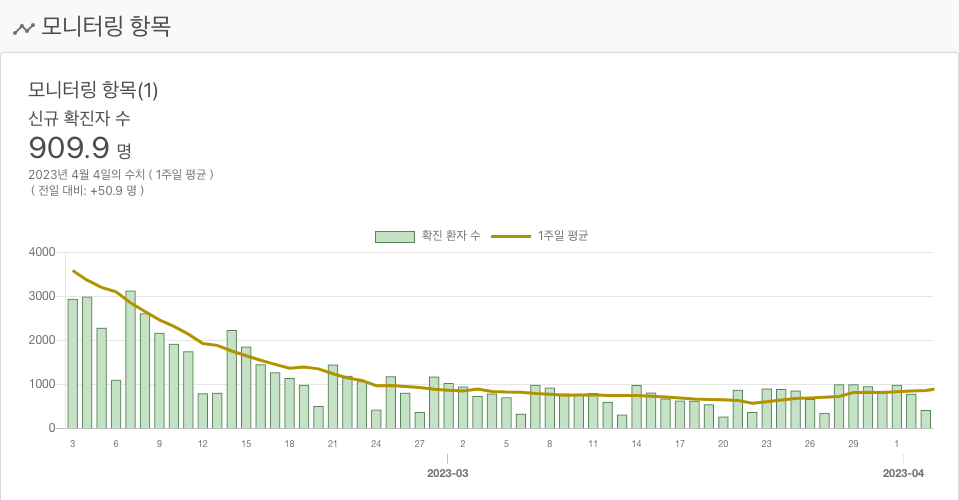 모니터링 항목
모니터링 항목(1)
신규 확진자 수
909.9 명
2023년 4월 4일의 수치 ( 1주일 평균 )
( 전일 대비: +50.9 명 )
확진 환자 수 1주일 평균
4000
3000
2000
1000
0
3 6 9 12 15 18 21 24 27 2 5 8 11 14 17 20 23 26 29 1
2023-03 2023-04